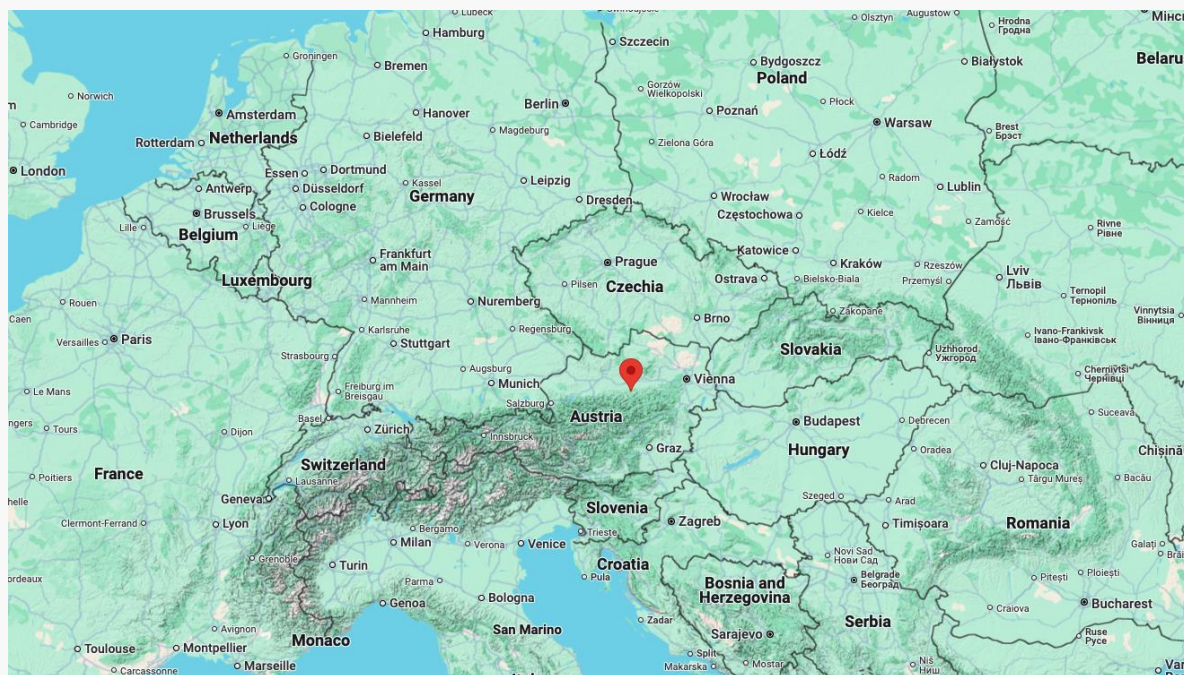 Lübeck
Świnoujście
Olsztyn
Augustów
Hrodna
Гродна
Мінск
Hamburg
Szczecin
Groningen
Bremen
Bydgoszcz
Białystok
Belaru
Poland
Norwich
Gorzów
Wielkopolski
Berlin
Płock
Amsterdam
Hanover
Poznań
m
Cambridge
Netherlands
Bielefeld
Magdeburg
Warsaw
Brest
Брэст
Rotterdam
Zielona Góra
Łódź
London
Essen
Dortmund
Radom
Antwerp
Düsseldorf
Kassel
Leipzig
Lublin
Germany
Dresden
Wrocław
Brussels
Cologne
Częstochowa
Kielce
Zamość
Lille
Liège
Belgium
Rivne
Рівне
Katowice
Frankfurt
am Main
Prague
Kraków
Rzeszów
Luxembourg
Ostrava
Bielsko-Biala
Przemyśl
Lviv
Львів
Pilsen
Czechia
Rouen
Mannheim
Nuremberg
Ternopil
Тернопіль
Caen
Brno
Zakopane
Vinnytsia
Вінниця
Karlsruhe
Regensburg
Versailles
Paris
Stuttgart
Ivano-Frankivsk
Івано-Франківськ
Strasbourg
Slovakia
Uzhhorod
Ужгород
Augsburg
Chernivtsi
Чернівці
Munich
Vienna
Le Mans
Freiburg im
Breisgau
Salzburg
Austria
Suceava
Basel
Budapest
Debrecen
ngers
Tours
Dijon
Zürich
Innsbruck
Graz
Hungary
Oradea
Chișină
Switzerland
Cluj-Napoca
Poitiers
France
Lausanne
Târgu Mureș
Bacău
helle
Geneva
Szeged
Arad
Slovenia
Clermont-Ferrand
Lyon
Zagreb
Timișoara
Romania
Bergamo
Trieste
Milan
Verona
Venice
Galați
Grenoble
Novi Sad
Нови Сад
Brăi
Turin
Croatia
ordeaux
Parma
Pula
Bosnia and
Herzegovina
Belgrade
Београд
Pitești
Ploiești
Genoa
Bologna
Craiova
Bucharest
Zadar
Serbia
Avignon
San Marino
Sarajevo
Monaco
Ruse
Русе
Toulouse
Montpellier
Split
Marseille
Makarska
Mostar
Niš
Ниш
Carcassonne
Var